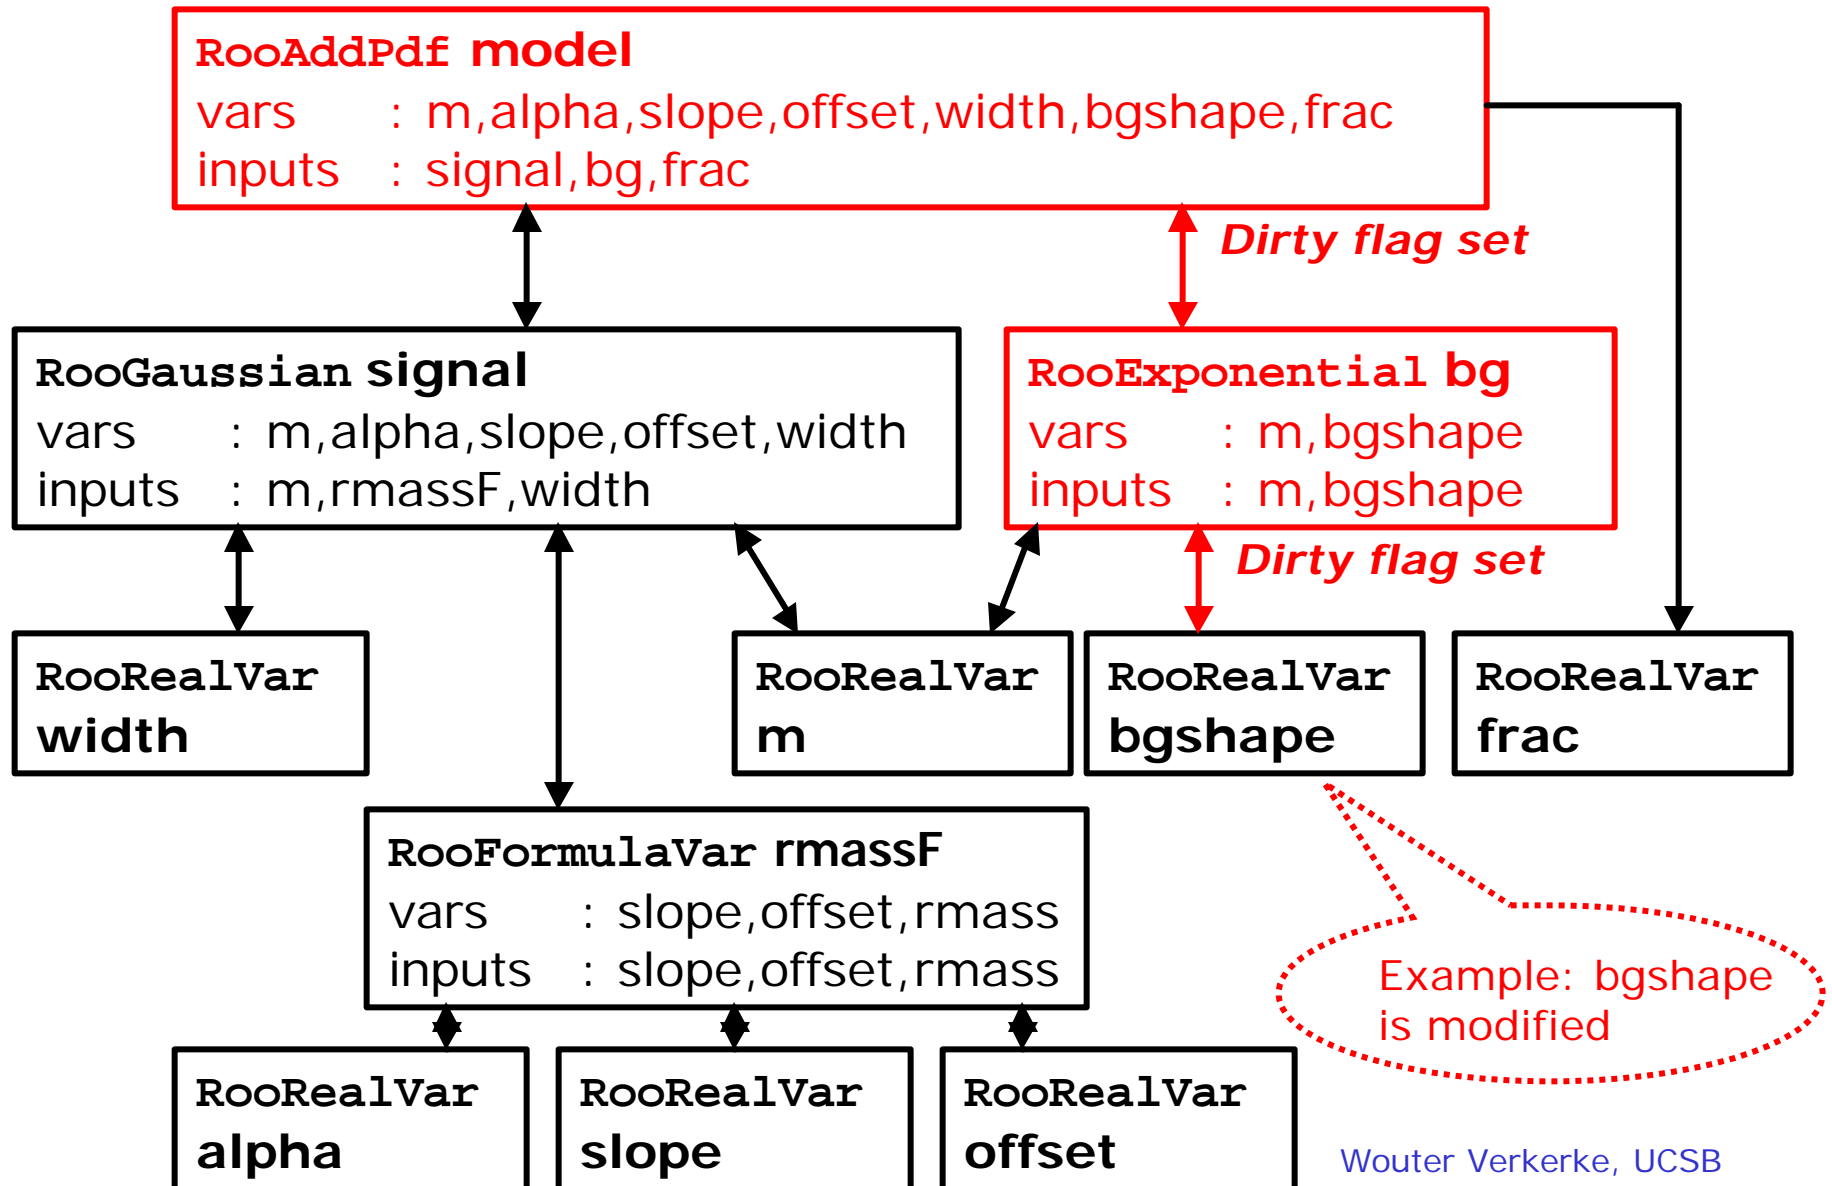 RooAddPdf model
vars : m,alpha,slope,offset,width,bgshape,frac
inputs : signal,bg,frac
Dirty flag set
RooGaussian signal
vars : m,alpha,slope,offset,width
inputs : m,rmassF,width
RooExponential bg
vars : m,bgshape
inputs : m,bgshape
Dirty flag set
RooRealVar
width
RooRealVar
m
RooRealVar
bgshape
RooRealVar
frac
RooFormulaVar rmassF
vars : slope,offset,rmass
inputs : slope,offset,rmass
Example: bgshape
is modified
RooRealVar
alpha
RooRealVar
slope
RooRealVar
offset
Wouter Verkerke, UCSB